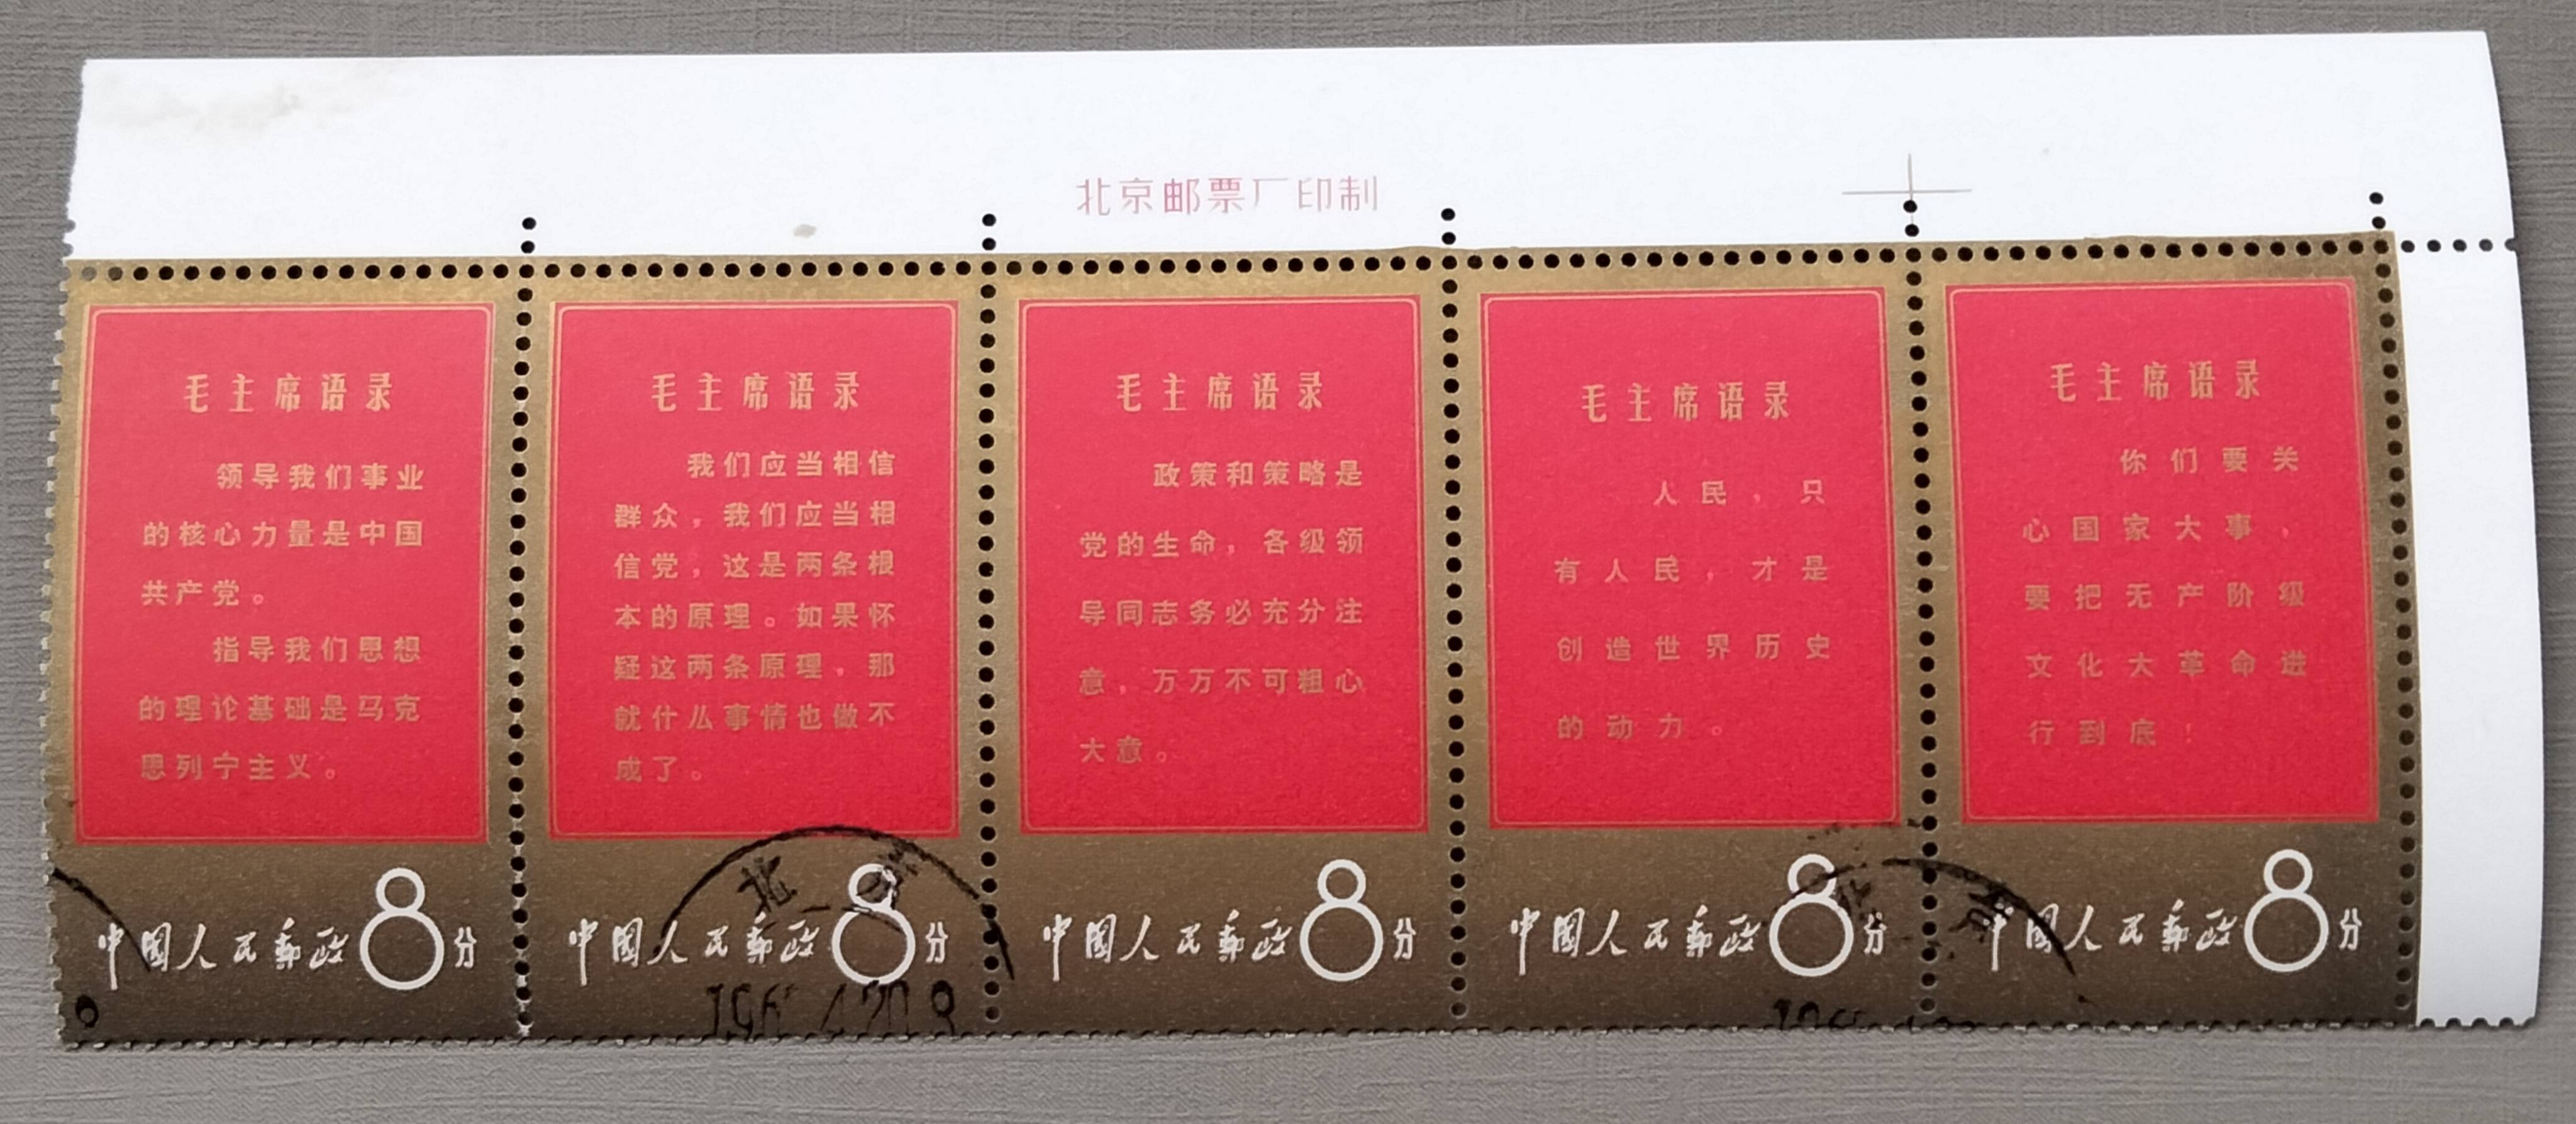 北京邮票厂印制
毛主席语录
领导我们事业
的核心力量是中国
共产党。
指导我们思想
的理论基础是马克
思列宁主义。
中国人民邮政8分
毛主席语录
我们应当相信
群众，我们应当相
信党，这是两条根
本的原理。如果怀
疑这两条原理，那
就什么事情也做不
成了。
中国人民邮政8分
北京
毛主席语录
政策和策略是
党的生命，各级领
导同志务必充分注
意，万万不可粗心
大意。
中国人民邮政8分
毛主席语录
人民，只
有人民，才是
创造世界历史
的动力。
中国人民邮政8分
毛主席语录
你们要关
心国家大事，
要把无产阶级
文化大革命进
行到底！
中国人民邮政8分